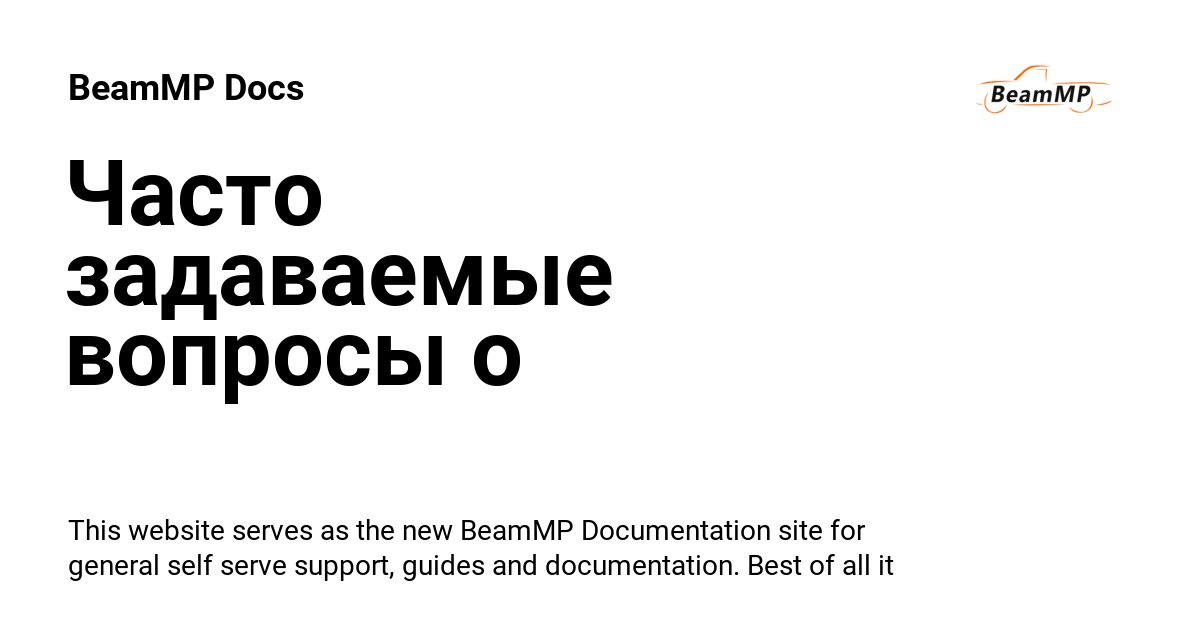 BeamMP Docs
BeamMP
Часто
задаваемые
вопросы о
This website serves as the new BeamMP Documentation site for
general self serve support, guides and documentation. Best of all it